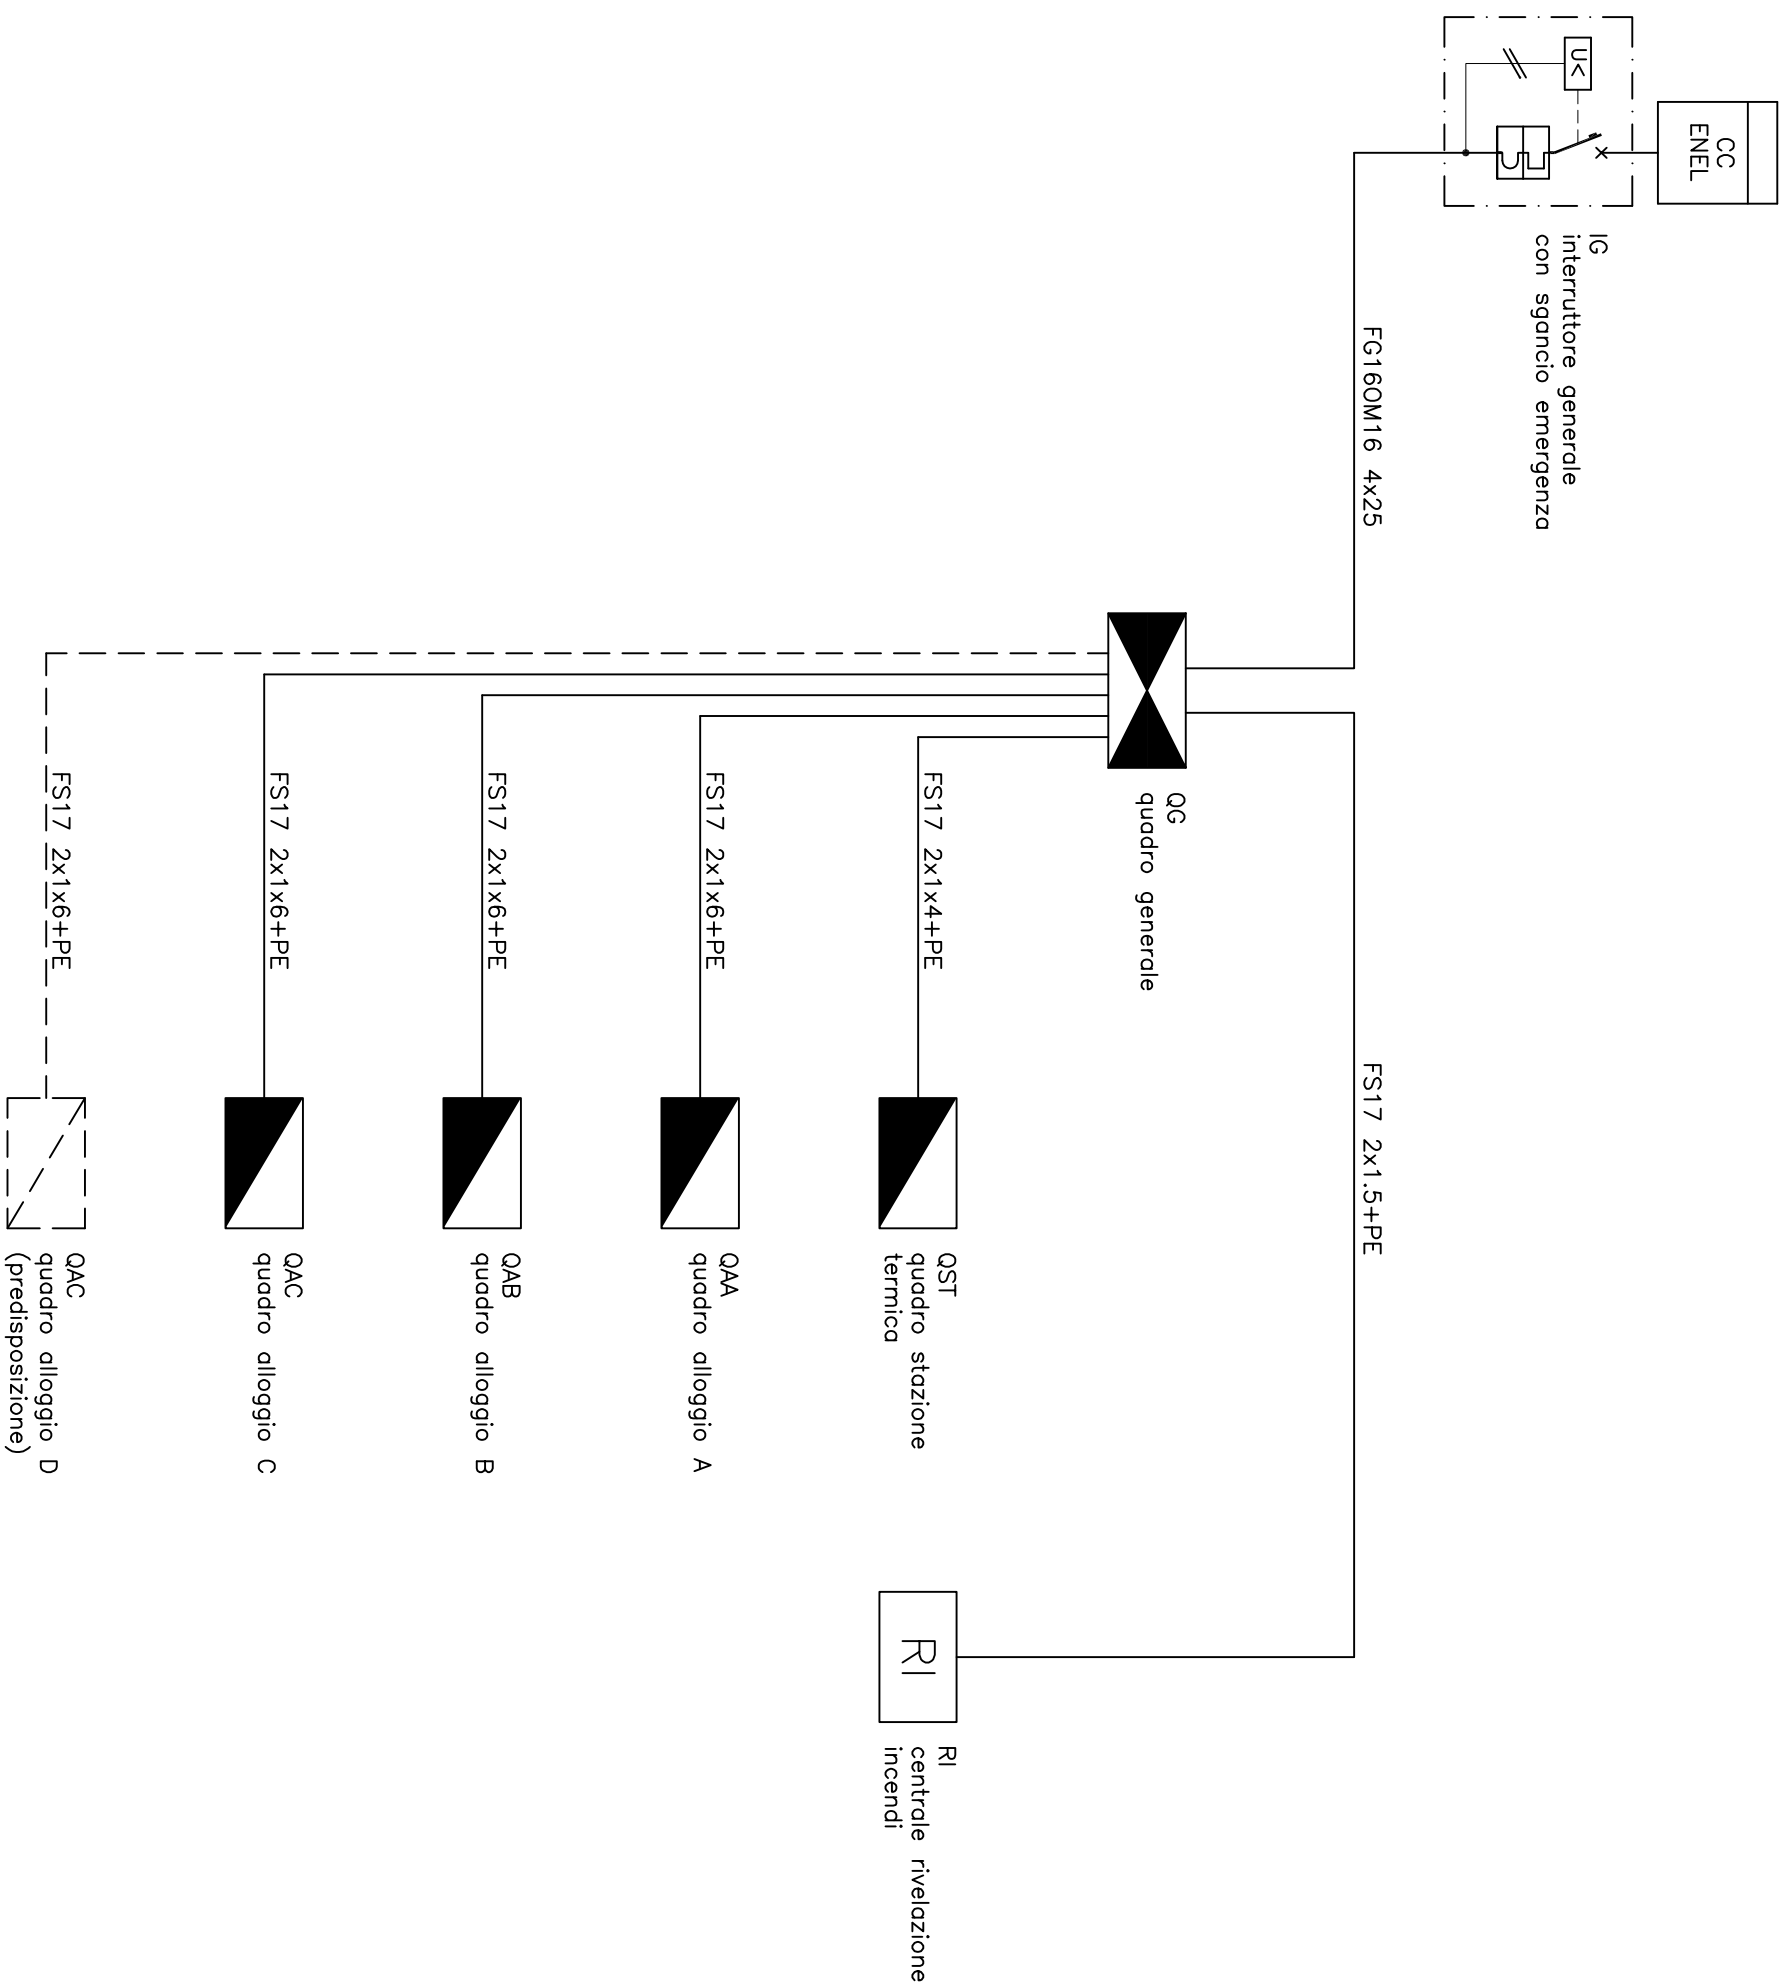 CC
ENEL
U<
IG
interruttore generale
con sgancio emergenza
FG16OM16 4x25
QG
quadro generale
FS17 2x1.5+PE
FS17 2x1x4+PE
FS17 2x1x6+PE
FS17 2x1x6+PE
FS17 2x1x6+PE
FS17 2x1x6+PE
QST
quadro stazione
termica
QAA
quadro alloggio A
QAB
quadro alloggio B
QAC
quadro alloggio C
QAC
quadro alloggio D
(predisposizione)
RI
RI
centrale rivelazione
incendi